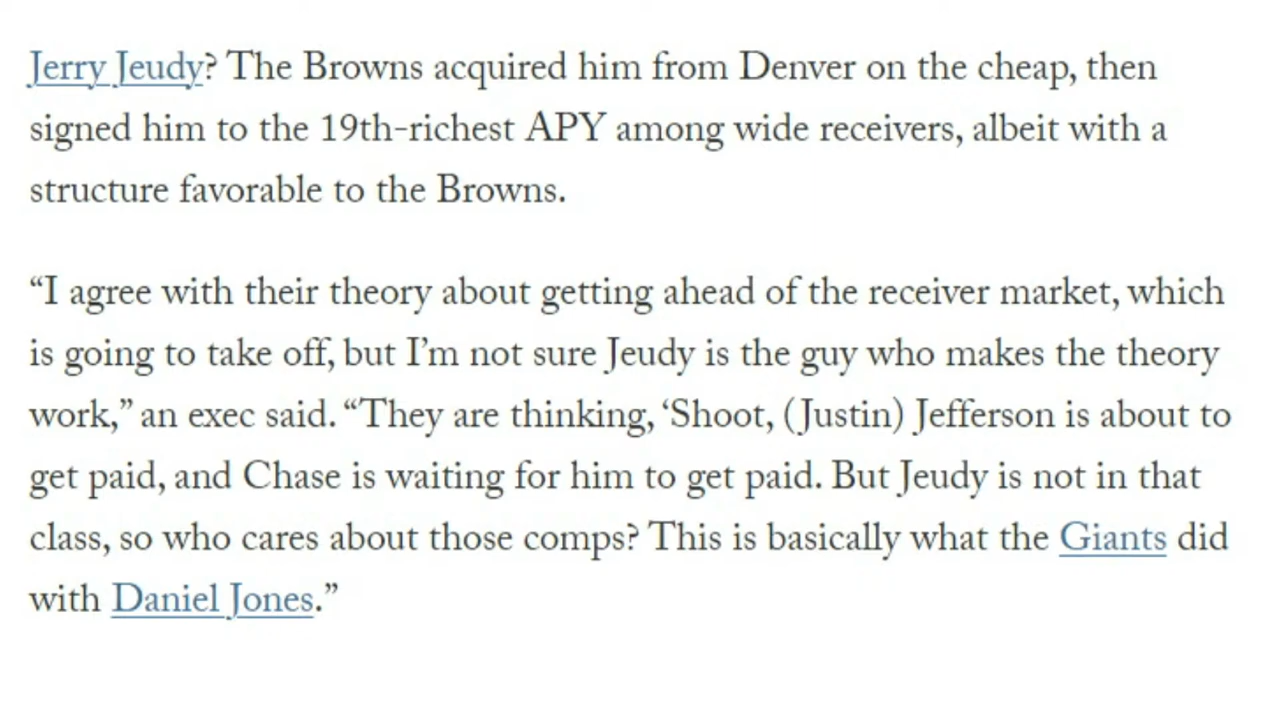 Jerry Jeudy? The Browns acquired him from Denver on the cheap, then
signed him to the 19th-richest APY among wide receivers, albeit with a
structure favorable to the Browns.
“I agree with their theory about getting ahead of the receiver market, which
is going to take off, but I’m not sure Jeudy is the guy who makes the theory
work,” an exec said. “They are thinking, ‘Shoot, (Justin) Jefferson is about to
get paid, and Chase is waiting for him to get paid. But Jeudy is not in that
class, so who cares about those comps? This is basically what the Giants did
with Daniel Jones.”